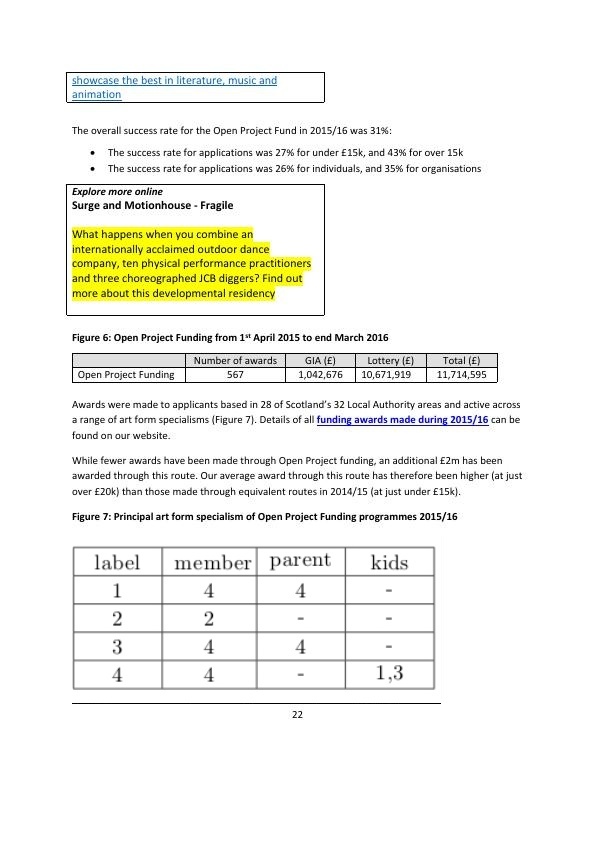 showcase the best in literature, music and
animation
The overall success rate for the Open Project Fund in 2015/16 was 31%:
• The success rate for applications was 27% for under £15k, and 43% for over 15k
• The success rate for applications was 26% for individuals, and 35% for organisations
Explore more online
Surge and Motionhouse - Fragile
What happens when you combine an
internationally acclaimed outdoor dance
company, ten physical performance practitioners
and three choreographed JCB diggers? Find out
more about this developmental residency
Figure 6: Open Project Funding from 1st April 2015 to end March 2016
Number of awards GIA (£) Lottery (£) Total (£)
Open Project Funding 567 1,042,676 10,671,919 11,714,595
Awards were made to applicants based in 28 of Scotland’s 32 Local Authority areas and active across
a range of art form specialisms (Figure 7). Details of all funding awards made during 2015/16 can be
found on our website.
While fewer awards have been made through Open Project funding, an additional £2m has been
awarded through this route. Our average award through this route has therefore been higher (at just
over £20k) than those made through equivalent routes in 2014/15 (at just under £15k).
Figure 7: Principal art form specialism of Open Project Funding programmes 2015/16
label member parent kids
1 4 4 -
2 2 - -
3 4 4 -
4 4 - 1,3
22